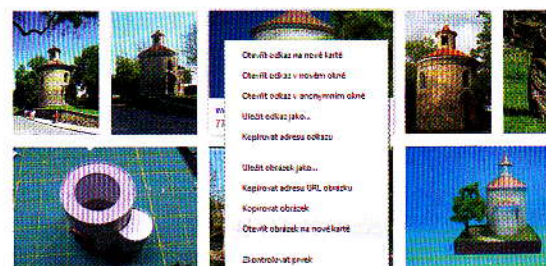 Otevřít odkaz na nové kartě
Otevřít odkaz v novém okně
Otevřít odkaz v anonymním okně
Uložit odkaz jako...
Kopírovat adresu odkazu
77
Uložit obrázek jako...
Kopírovat adresu URL obrázku
Kopírovat obrázek
Otevřít obrázek na nové kartě
Zkontrolovat prvek